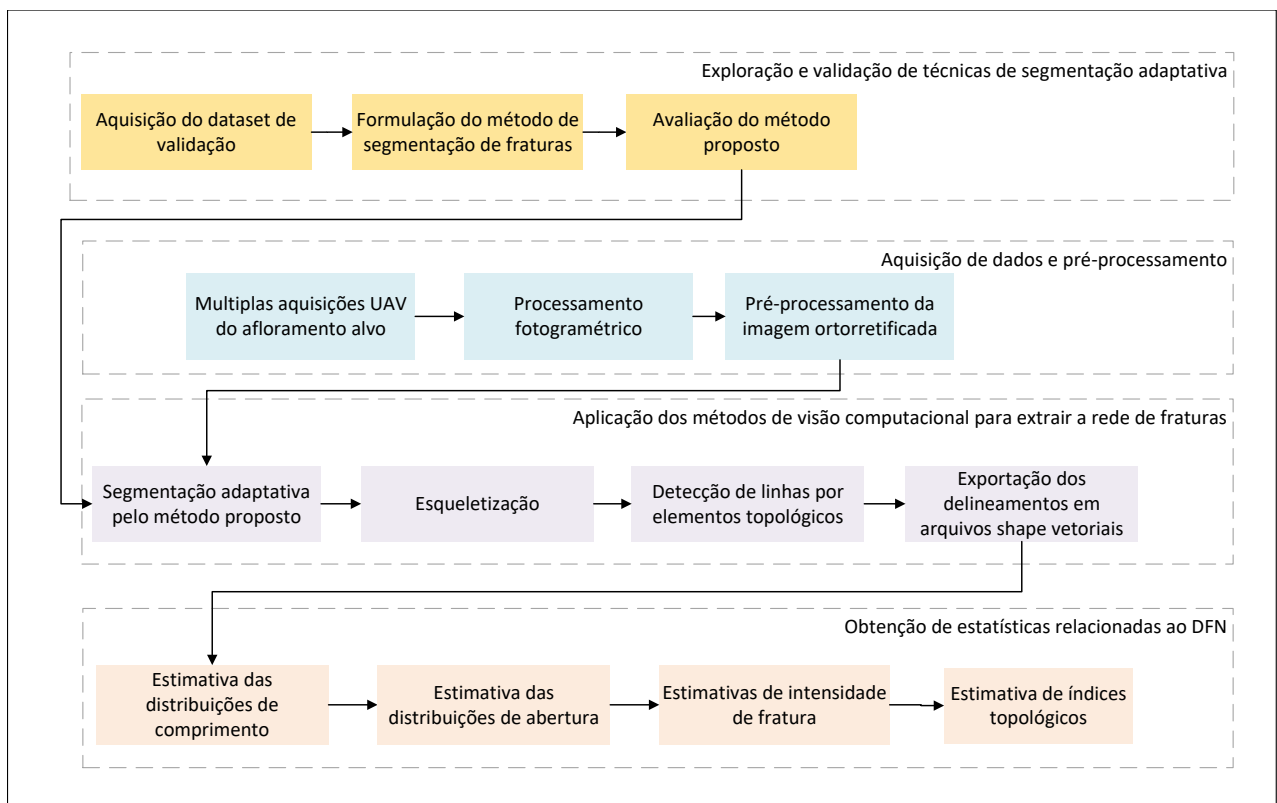 Exploração e validação de técnicas de segmentação adaptativa
Aquisição do dataset de
validação
Formulação do método de
segmentação de fraturas
Avaliação do método
proposto
Aquisição de dados e pré-processamento
Multiplas aquisições UAV
do afloramento alvo
Processamento
fotogramétrico
Pré-processamento da
imagem ortorretificada
Aplicação dos métodos de visão computacional para extrair a rede de fraturas
Segmentação adaptativa
pelo método proposto
Esqueletização
Detecção de linhas por
elementos topológicos
Exportação dos
delineamentos em
arquivos shape vetoriais
Obtenção de estatísticas relacionadas ao DFN
Estimativa das
distribuições de
comprimento
Estimativa das
distribuições de abertura
Estimativas de intensidade
de fratura
Estimativa de índices
topológicos